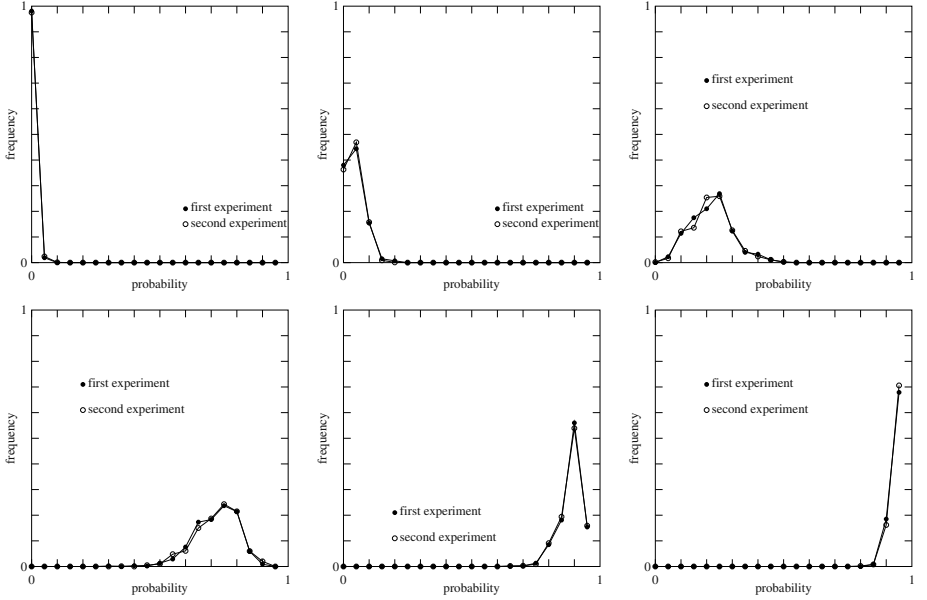 1
frequency
first experiment
second experiment
0
0
probability
1
1
frequency
first experiment
second experiment
0
0
probability
1
1
frequency
first experiment
second experiment
0
0
probability
1
1
frequency
first experiment
second experiment
0
0
probability
1
1
frequency
first experiment
second experiment
0
0
probability
1
1
frequency
first experiment
second experiment
0
0
probability
1